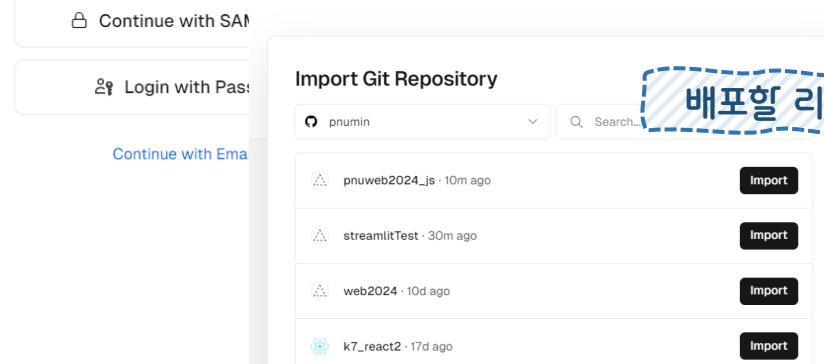 Continue with SAM
Login with Pass
Continue with Ema
Import Git Repository
배포할 리
pnumin
Search...
pnuweb2024_js · 10m ago
Import
streamlitTest · 30m ago
Import
web2024 · 10d ago
Import
k7_react2 · 17d ago
Import